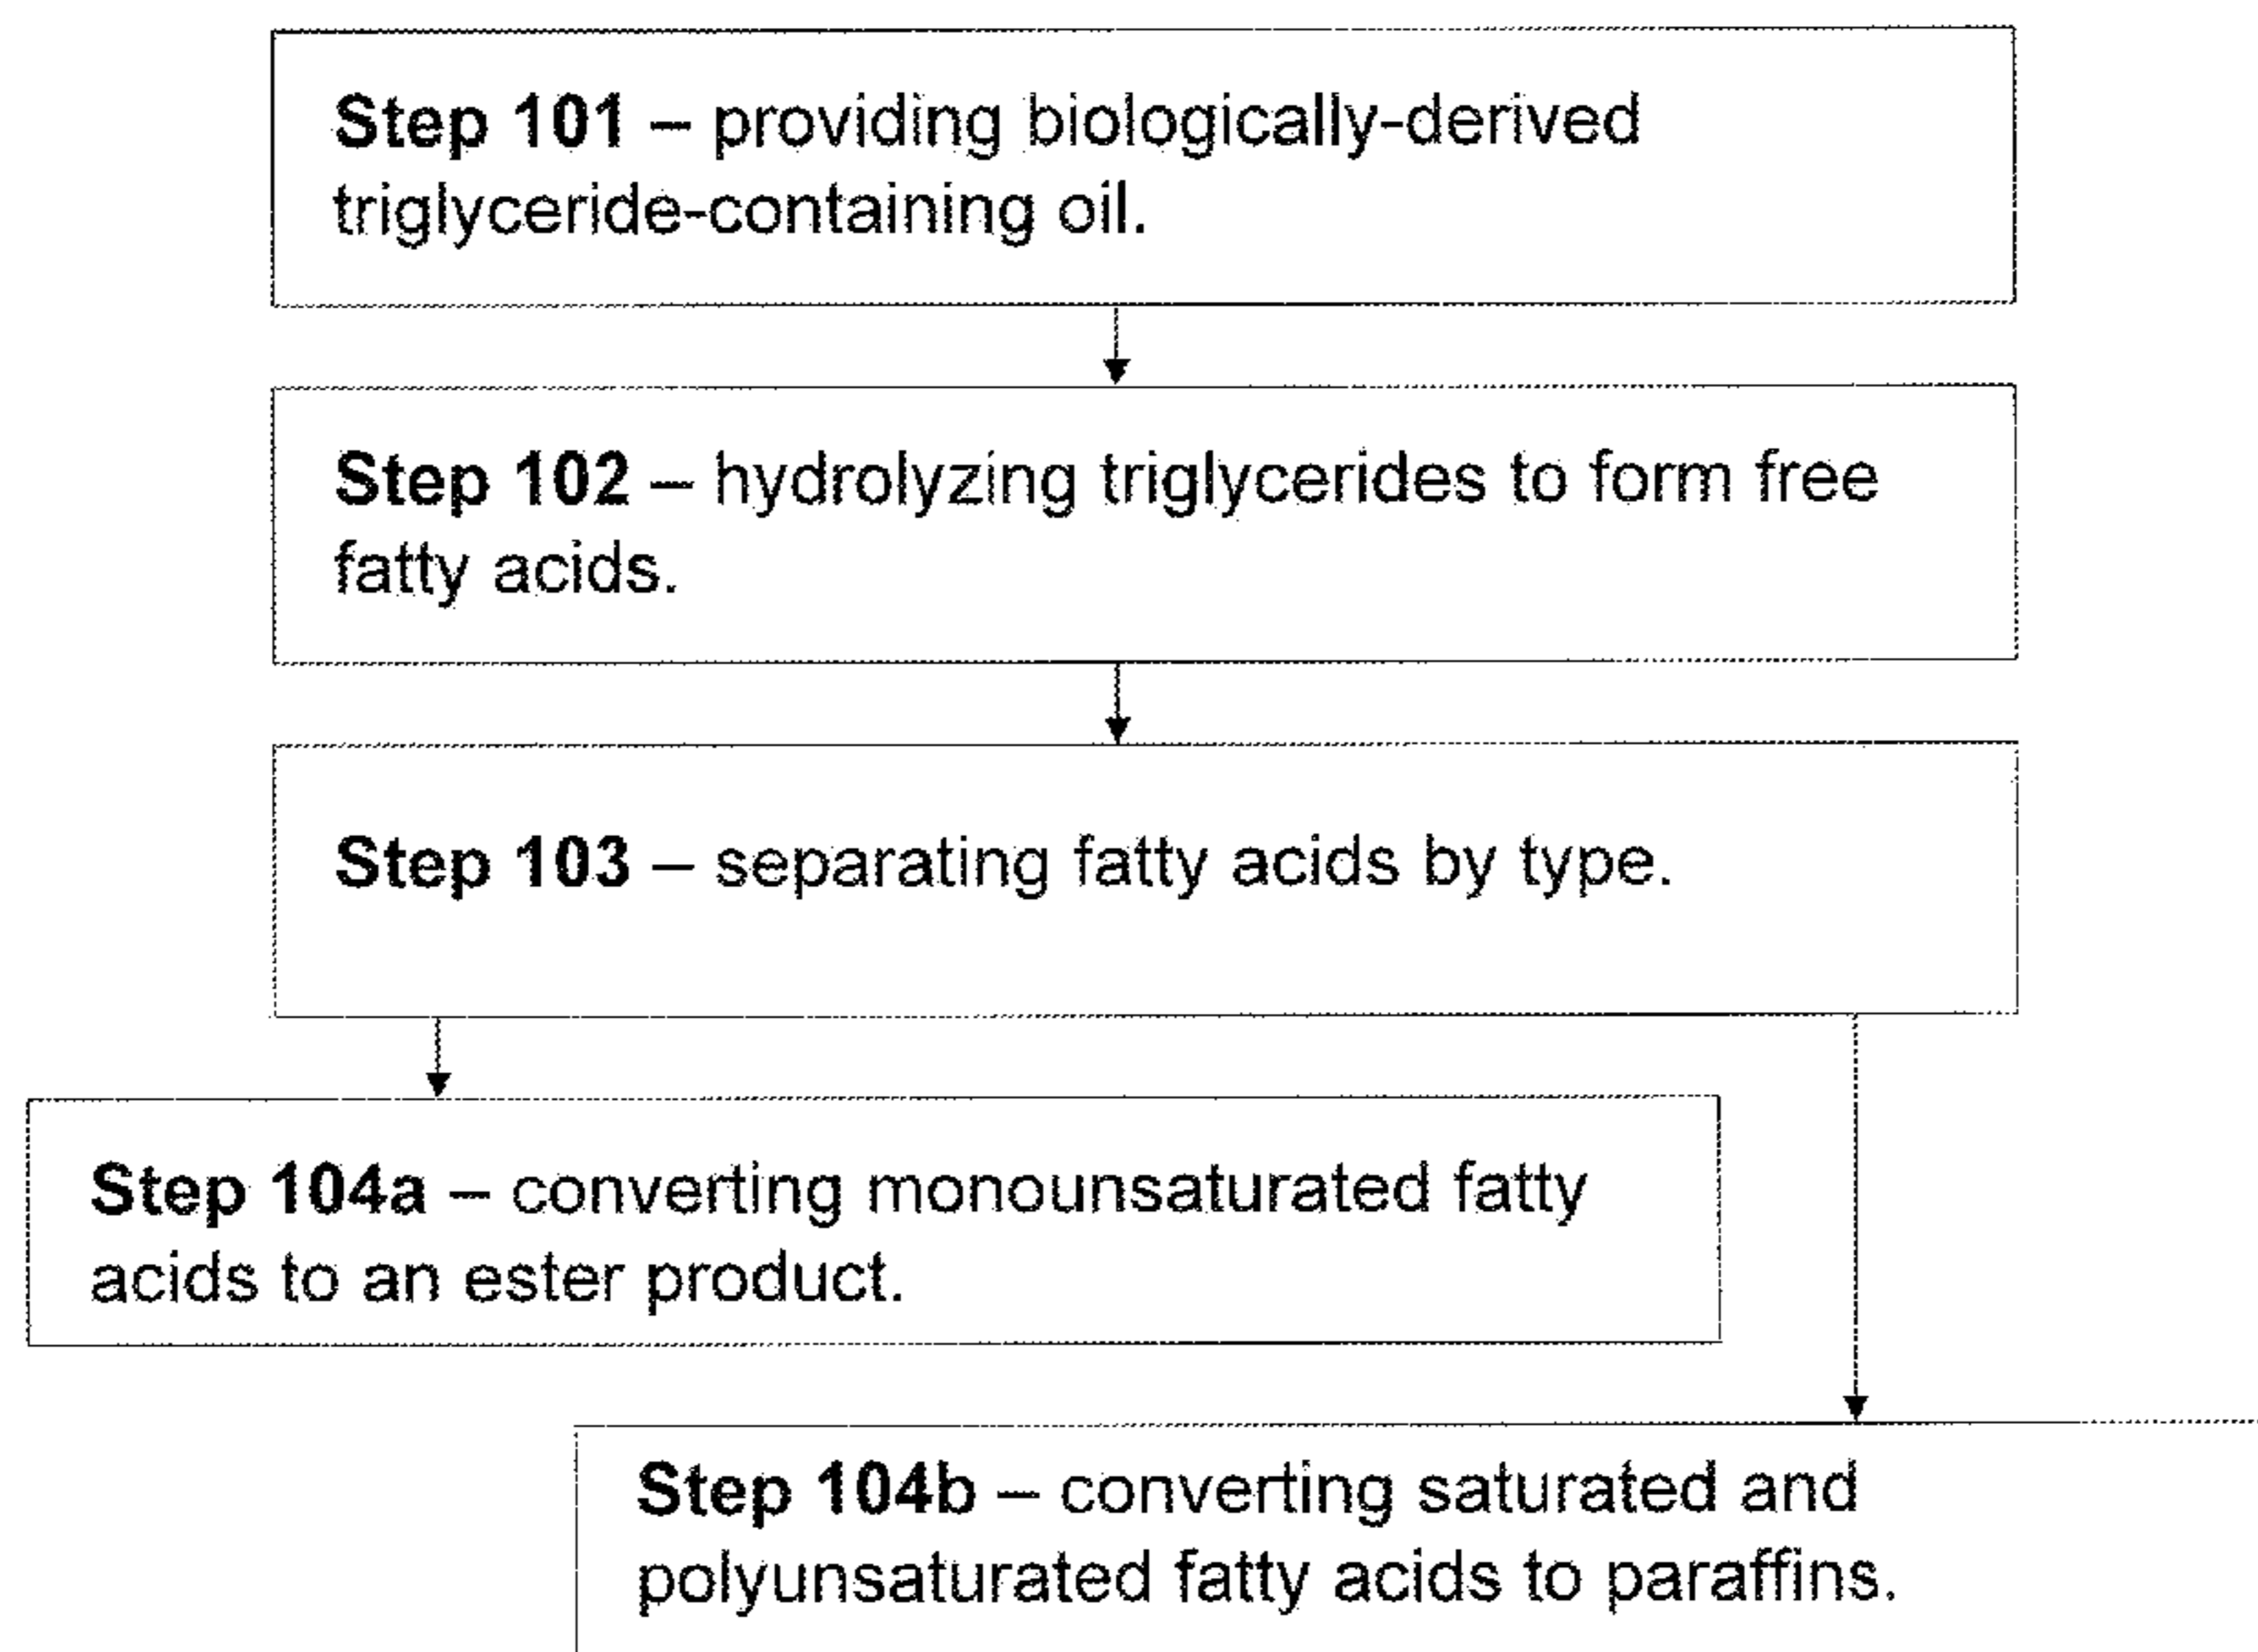 Step 101 – providing biologically-derived
triglyceride-containing oil.
Step 102 – hydrolyzing triglycerides to form free
fatty acids.
Step 103 – separating fatty acids by type.
Step 104a – converting monounsaturated fatty
acids to an ester product.
Step 104b – converting saturated and
polyunsaturated fatty acids to paraffins.